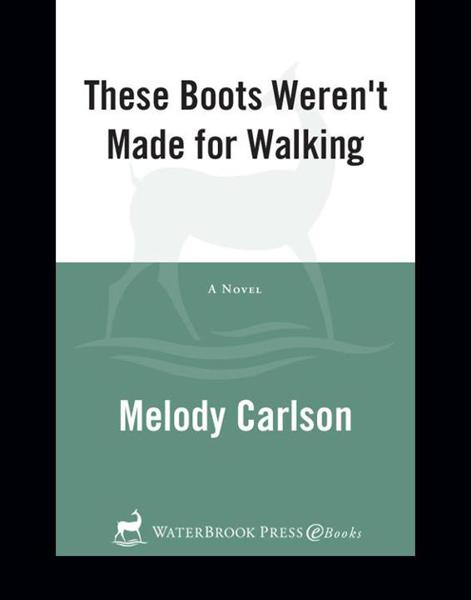 These Boots Weren't
Made for Walking
A Novel
Melody Carlson
WaterBrook Press eBooks